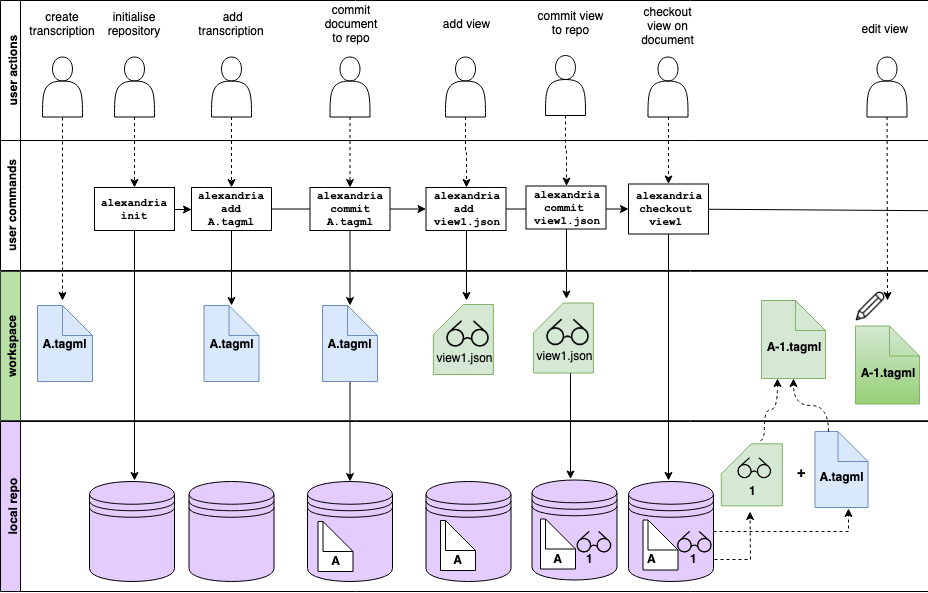 user actions
create
transcription
initialise
repository
add
transcription
commit
document
to repo
add view
commit view
to repo
checkout
view on
document
edit view
user commands
alexandria
init
alexandria
add
A.tagml
alexandria
commit
A.tagml
alexandria
add
view1.json
alexandria
commit
view1.json
alexandria
checkout
view1
workspace
A.tagml
A.tagml
A.tagml
view1.json
view1.json
A-1.tagml
A-1.tagml
local repo
A
A
A
1
A
1
1
+
A.tagml